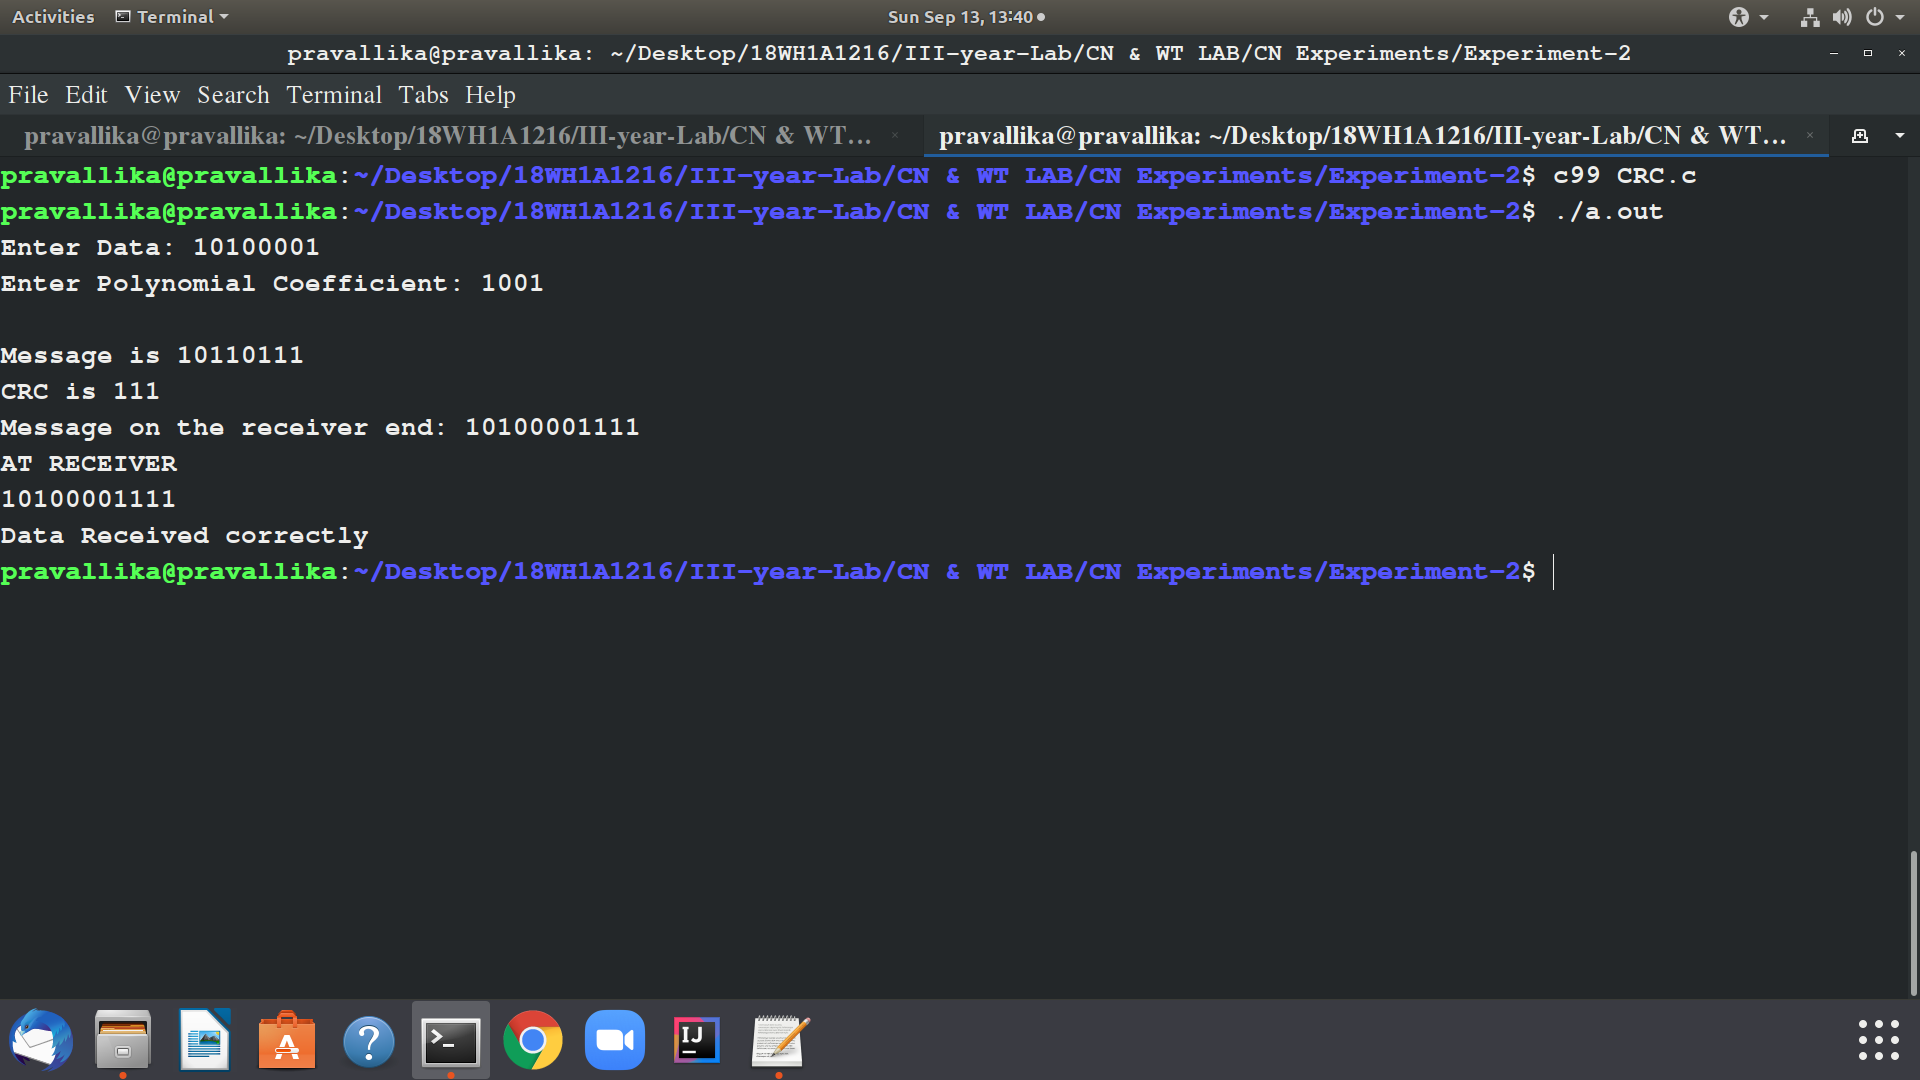 Activities Terminal Sun Sep 13, 13:40
pravallika@pravallika: ~/Desktop/18WH1A1216/III-year-Lab/CN & WT LAB/CN Experiments/Experiment-2
File Edit View Search Terminal Tabs Help
pravallika@pravallika: ~/Desktop/18WH1A1216/III-year-Lab/CN & WT... pravallika@pravallika: ~/Desktop/18WH1A1216/III-year-Lab/CN & WT...
pravallika@pravallika:~/Desktop/18WH1A1216/III-year-Lab/CN & WT LAB/CN Experiments/Experiment-2$ c99 CRC.c
pravallika@pravallika:~/Desktop/18WH1A1216/III-year-Lab/CN & WT LAB/CN Experiments/Experiment-2$ ./a.out
Enter Data: 10100001
Enter Polynomial Coefficient: 1001
Message is 10110111
CRC is 111
Message on the receiver end: 10100001111
AT RECEIVER
10100001111
Data Received correctly
pravallika@pravallika:~/Desktop/18WH1A1216/III-year-Lab/CN & WT LAB/CN Experiments/Experiment-2$
IJ